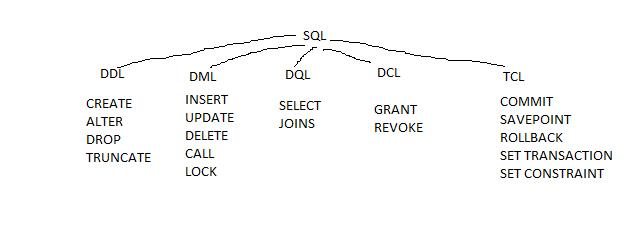 SQL
DDL
CREATE
ALTER
DROP
TRUNCATE
DML
INSERT
UPDATE
DELETE
CALL
LOCK
DQL
SELECT
JOINS
DCL
GRANT
REVOKE
TCL
COMMIT
SAVEPOINT
ROLLBACK
SET TRANSACTION
SET CONSTRAINT